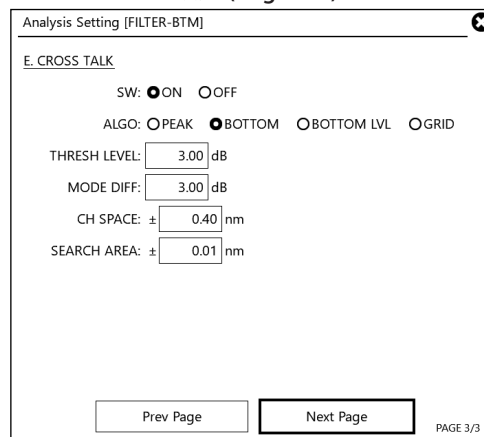 Analysis Setting [FILTER-BTM]
E. CROSS TALK
SW: ON OFF
ALGO: PEAK BOTTOM BOTTOM LVL GRID
THRESH LEVEL: 3.00 dB
MODE DIFF: 3.00 dB
CH SPACE: ± 0.40 nm
SEARCH AREA: ± 0.01 nm
Prev Page Next Page PAGE 3/3